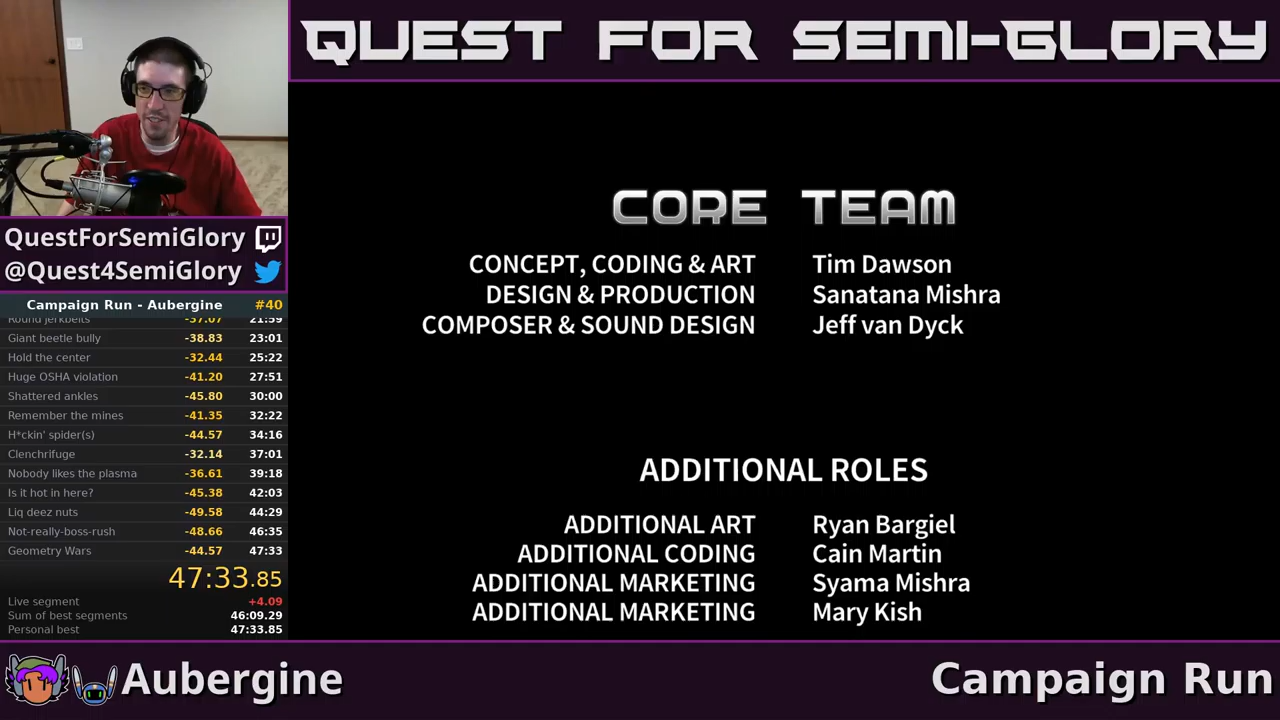 QUEST FOR SEMI-GLORY
QuestForSemiGlory
@Quest4SemiGlory
Campaign Run - Aubergine #40
Round jerkbelts -37.07 21:59
Giant beetle bully -38.83 23:01
Hold the center -32.44 25:22
Huge OSHA violation -41.20 27:51
Shattered ankles -45.80 30:00
Remember the mines -41.35 32:22
H*ckin' spider(s) -44.57 34:16
Clenchrifuge -32.14 37:01
Nobody likes the plasma -36.61 39:18
Is it hot in here? -45.38 42:03
Liq deez nuts -49.58 44:29
Not-really-boss-rush -48.66 46:35
Geometry Wars -44.57 47:33
47:33.85
Live segment +4.09
Sum of best segments 46:09.29
Personal best 47:33.85
CORE TEAM
CONCEPT, CODING & ART Tim Dawson
DESIGN & PRODUCTION Sanatana Mishra
COMPOSER & SOUND DESIGN Jeff van Dyck
ADDITIONAL ROLES
ADDITIONAL ART Ryan Bargiel
ADDITIONAL CODING Cain Martin
ADDITIONAL MARKETING Syama Mishra
ADDITIONAL MARKETING Mary Kish
Aubergine
Campaign Run